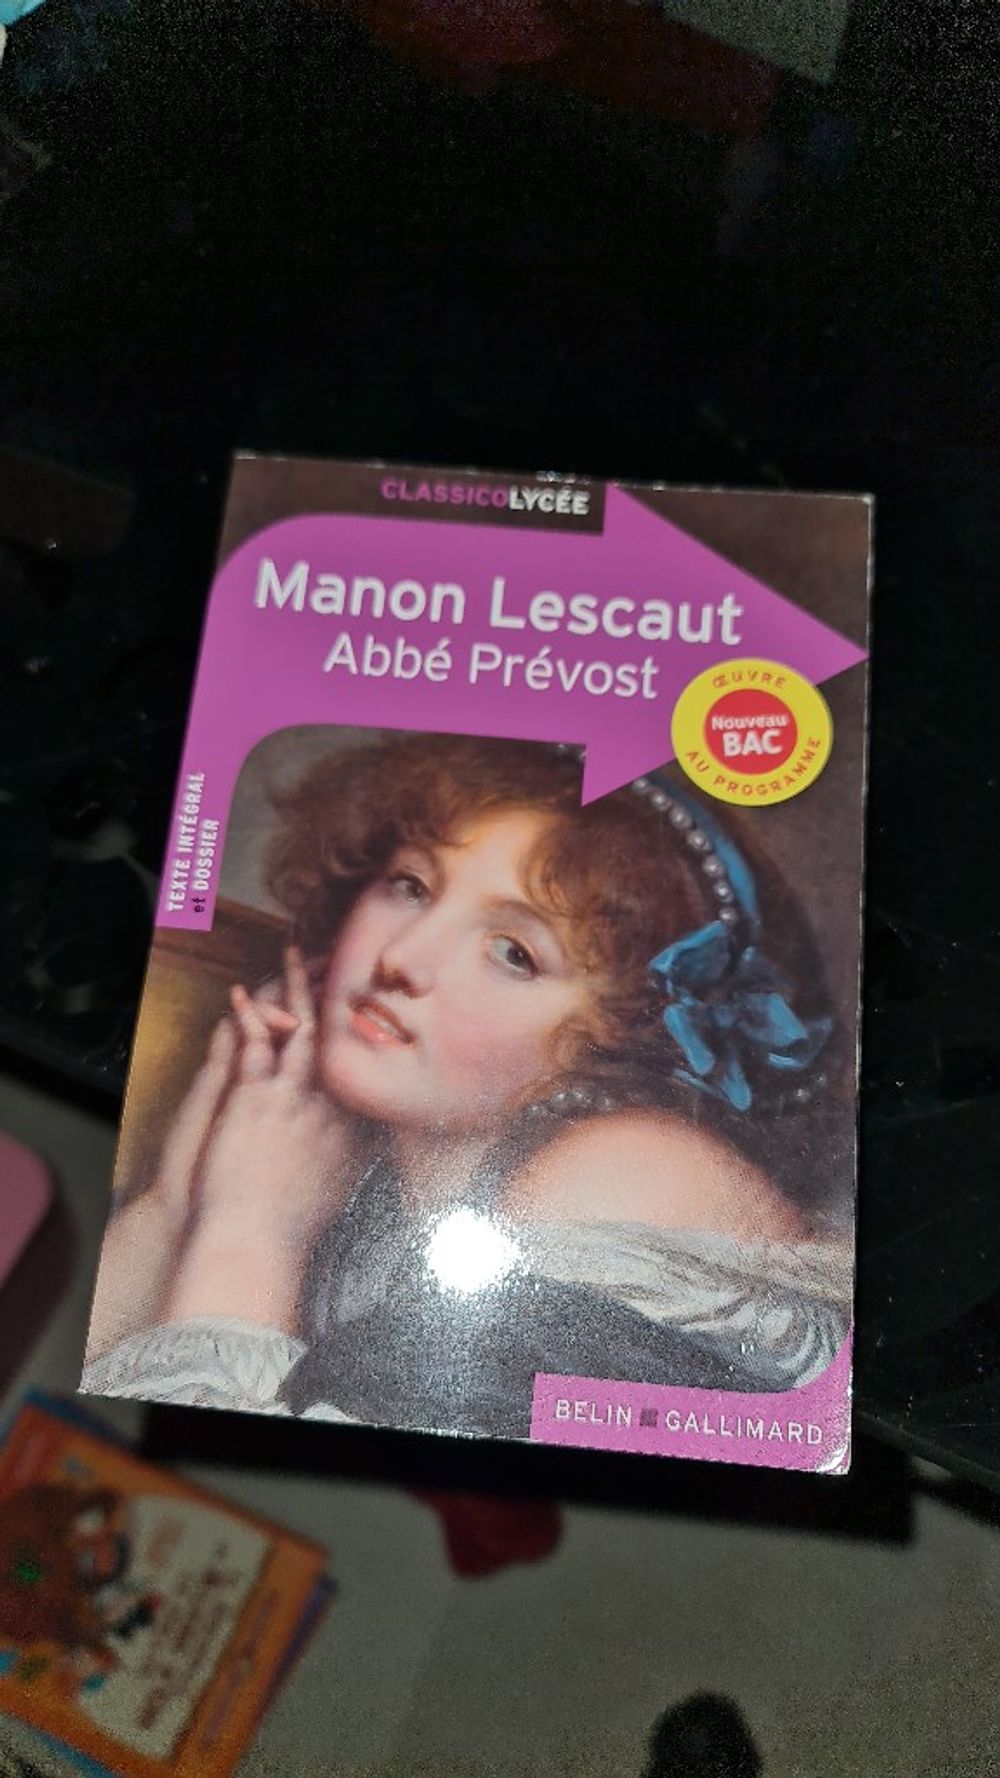 CLASSICOLYCÉE
Manon Lescaut
Abbé Prévost
ŒUVRE
Nouveau
BAC
AU PROGRAMME
TEXTE INTÉGRAL
et DOSSIER
BELIN GALLIMARD